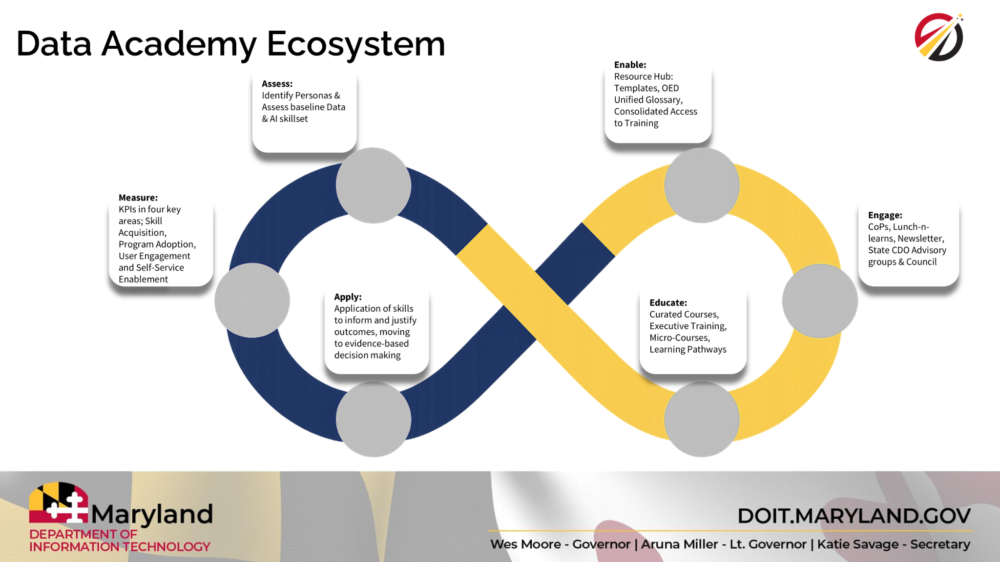 Data Academy Ecosystem
Assess:
Identify Personas &
Assess baseline Data
& AI skillset
Enable:
Resource Hub:
Templates, OED
Unified Glossary,
Consolidated Access
to Training
Measure:
KPIs in four key
areas; Skill
Acquisition,
Program Adoption,
User Engagement
and Self-Service
Enablement
Engage:
CoPs, Lunch-n-
learns, Newsletter,
State CDO Advisory
groups & Council
Apply:
Application of skills
to inform and justify
outcomes, moving
to evidence-based
decision making
Educate:
Curated Courses,
Executive Training,
Micro-Courses,
Learning Pathways
Maryland
DEPARTMENT OF
INFORMATION TECHNOLOGY
DOIT.MARYLAND.GOV
Wes Moore - Governor | Aruna Miller - Lt. Governor | Katie Savage - Secretary